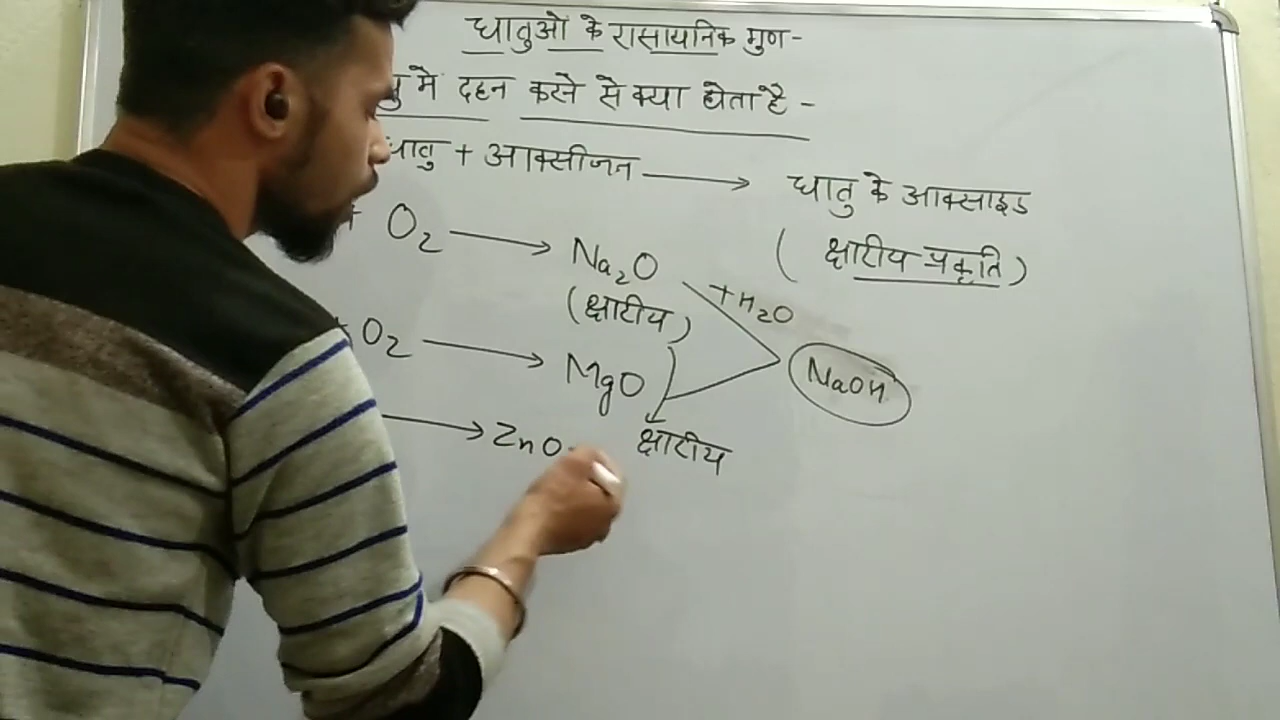 धातुओ के रासायनिक गुण-
मे दहन करने से क्या होता है -
धातु + आक्सीजन → धातु के आक्साइड
(क्षारीय प्रकृति)
+ O₂ → Na₂O
(क्षारीय)
+H₂O
NaOH
+ O₂ → MgO
क्षारीय
→ ZnO